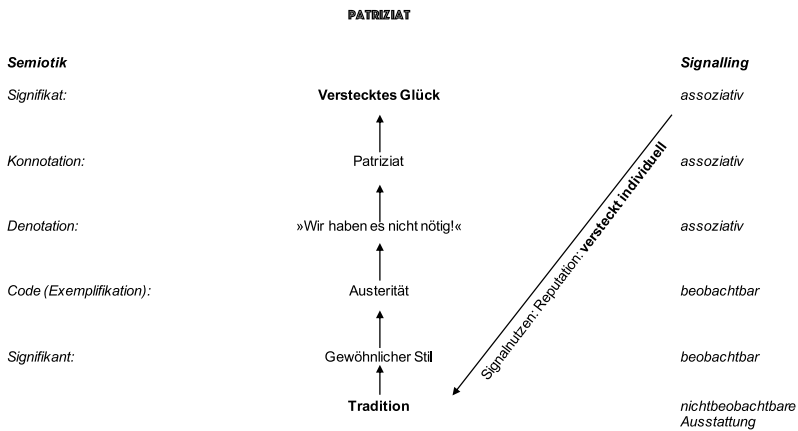 PATRIZIAT
Semiotik Signalling
Signifikat: Verstecktes Glück assoziativ
Konnotation: Patriziat assoziativ
Denotation: »Wir haben es nicht nötig!« assoziativ
Signalnutzen: Reputation: versteckt individuell
Code (Exemplifikation): Austerität beobachtbar
Signifikant: Gewöhnlicher Stil beobachtbar
Tradition nichtbeobachtbare
Ausstattung